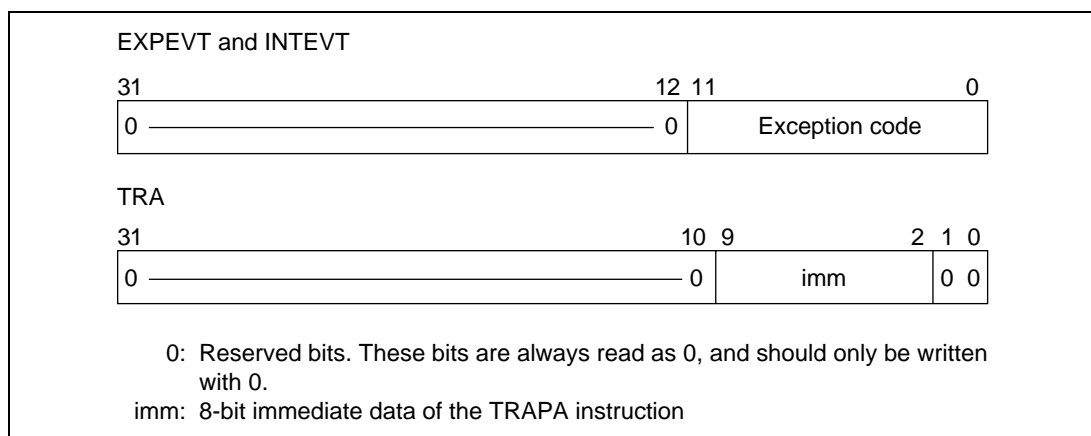 EXPEVT and INTEVT
31 12 11 0
0 0 Exception code
TRA
31 10 9 2 1 0
0 0 imm 0 0
0: Reserved bits. These bits are always read as 0, and should only be written
with 0.
imm: 8-bit immediate data of the TRAPA instruction